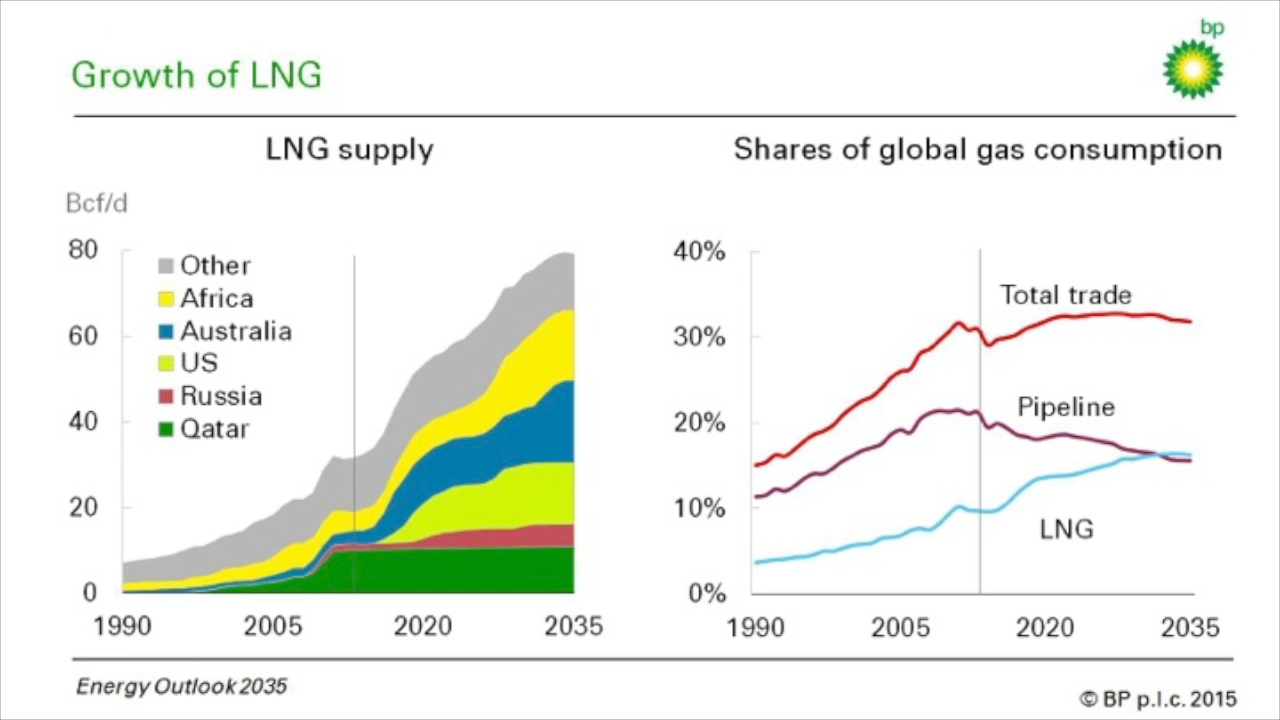 bp
Growth of LNG
LNG supply
Bcf/d
80
60
40
20
0
Other
Africa
Australia
US
Russia
Qatar
1990 2005 2020 2035
Shares of global gas consumption
40%
30%
20%
10%
0%
Total trade
Pipeline
LNG
1990 2005 2020 2035
Energy Outlook 2035
© BP p.l.c. 2015